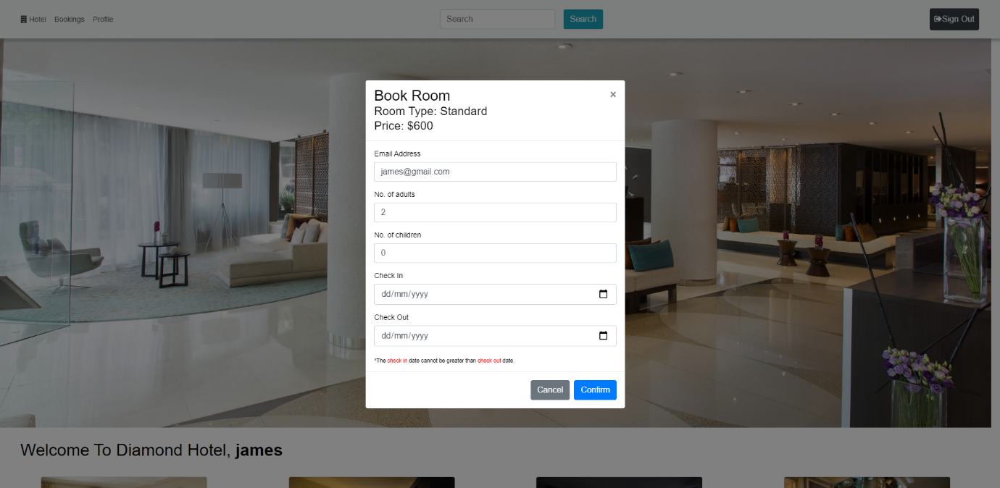 Hotel Bookings Profile Search Search Sign Out
Book Room ×
Room Type: Standard
Price: $600
Email Address
james@gmail.com
No. of adults
2
No. of children
0
Check In
dd/mm/yyyy
Check Out
dd/mm/yyyy
*The check in date cannot be greater than check out date.
Cancel Confirm
Welcome To Diamond Hotel, james